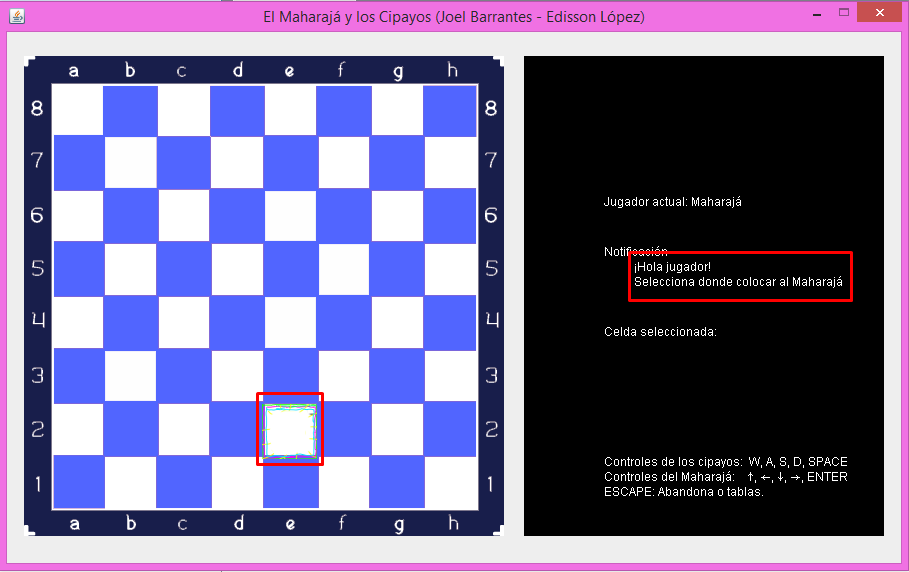 El Maharajá y los Cipayos (Joel Barrantes - Edisson López)
a b c d e f g h
8 8
7 7
6 6
5 5
4 4
3 3
2 2
1 1
a b c d e f g h
Jugador actual: Maharajá
Notificación
¡Hola jugador!
Selecciona donde colocar al Maharajá
Celda seleccionada:
Controles de los cipayos: W, A, S, D, SPACE
Controles del Maharajá: ↑, ←, ↓, →, ENTER
ESCAPE: Abandona o tablas.